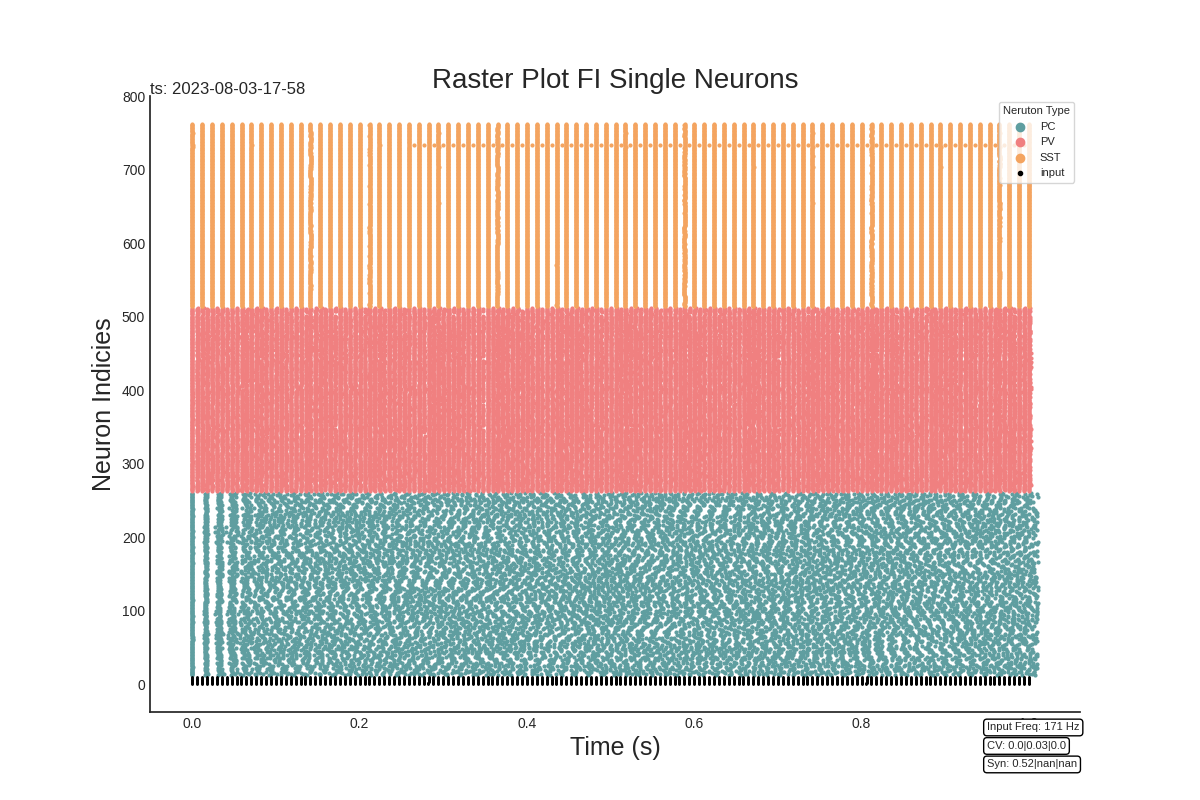 Raster Plot FI Single Neurons
ts: 2023-08-03-17-58
800
700
600
500
400
300
200
100
0
Neuron Indicies
Neruton Type
PC
PV
SST
input
0.0
0.2
0.4
0.6
0.8
Time (s)
Input Freq: 171 Hz
CV: 0.0|0.03|0.0
Syn: 0.52|nan|nan